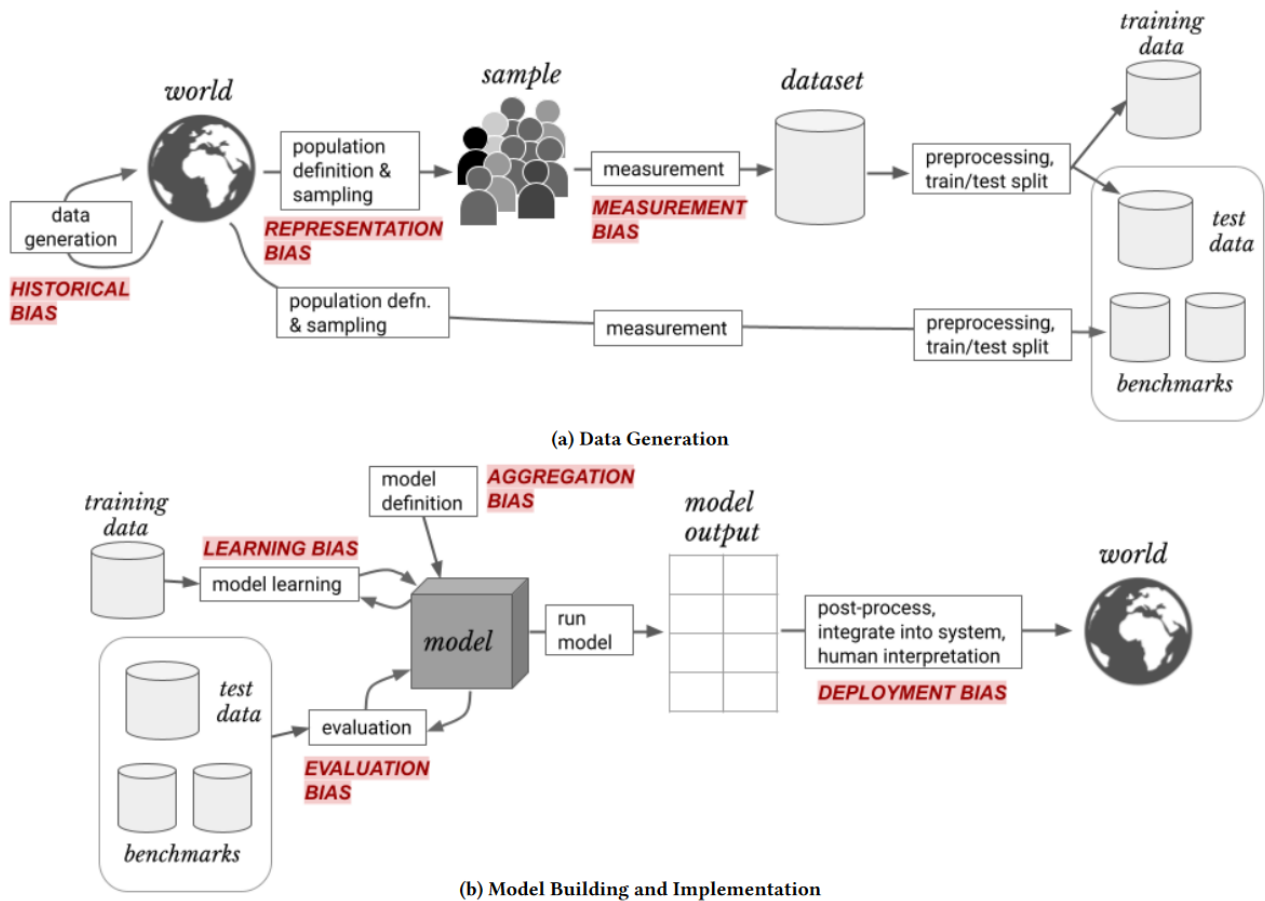 training
data
sample
dataset
world
population
definition &
sampling
measurement
preprocessing,
train/test split
data
generation
REPRESENTATION
BIAS
MEASUREMENT
BIAS
test
data
HISTORICAL
BIAS
population defn.
& sampling
measurement
preprocessing,
train/test split
benchmarks
(a) Data Generation
model
definition
AGGREGATION
BIAS
training
data
LEARNING BIAS
model learning
model
output
world
model
run
model
post-process,
integrate into system,
human interpretation
DEPLOYMENT BIAS
test
data
evaluation
EVALUATION
BIAS
benchmarks
(b) Model Building and Implementation